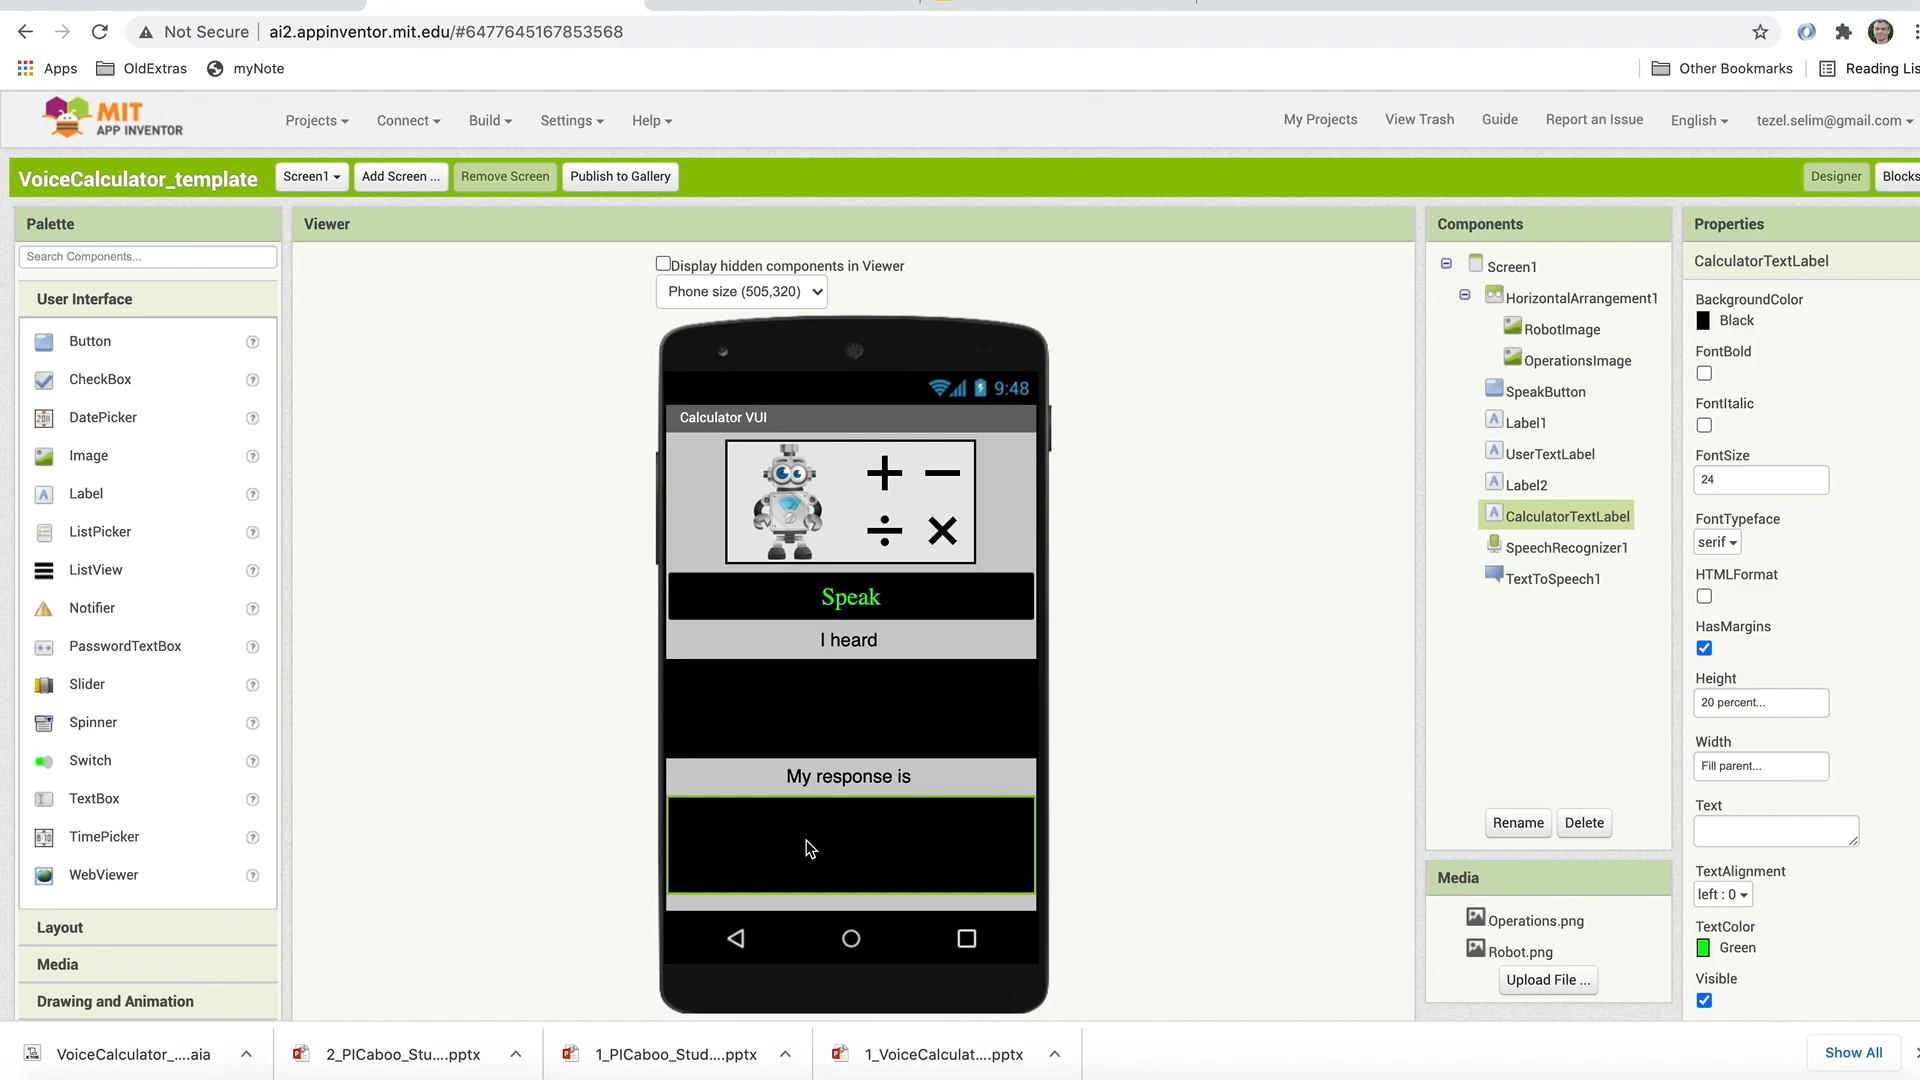 Not Secure ai2.appinventor.mit.edu/#6477645167853568
Apps OldExtras myNote Other Bookmarks Reading Lis
MIT APP INVENTOR Projects Connect Build Settings Help My Projects View Trash Guide Report an Issue English tezel.selim@gmail.com
VoiceCalculator_template Screen1 Add Screen ... Remove Screen Publish to Gallery Designer Blocks
Palette
Search Components...
User Interface
Button ?
CheckBox ?
DatePicker ?
Image ?
Label ?
ListPicker ?
ListView ?
Notifier ?
PasswordTextBox ?
Slider ?
Spinner ?
Switch ?
TextBox ?
TimePicker ?
WebViewer ?
Layout
Media
Drawing and Animation
Viewer
Display hidden components in Viewer
Phone size (505,320)
9:48
Calculator VUI
+ −
÷ ×
Speak
I heard
My response is
Components
Screen1
HorizontalArrangement1
RobotImage
OperationsImage
SpeakButton
Label1
UserTextLabel
Label2
CalculatorTextLabel
SpeechRecognizer1
TextToSpeech1
Rename Delete
Media
Operations.png
Robot.png
Upload File ...
Properties
CalculatorTextLabel
BackgroundColor
Black
FontBold
FontItalic
FontSize
24
FontTypeface
serif
HTMLFormat
HasMargins
Height
20 percent...
Width
Fill parent...
Text
TextAlignment
left : 0
TextColor
Green
Visible
VoiceCalculator_....aia 2_PICaboo_Stu....pptx 1_PICaboo_Stud....pptx 1_VoiceCalculat....pptx Show All